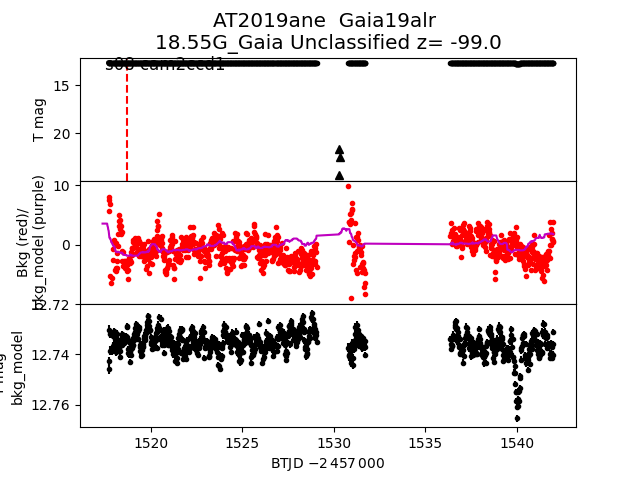 AT2019ane  Gaia19alr
18.55G_Gaia Unclassified z= -99.0
s08 cam2ccd1
15
20
T mag
10
0
Bkg (red)/
bkg_model (purple)
12.72
12.74
12.76
T mag
bkg_model
1520
1525
1530
1535
1540
BTJD −2 457 000